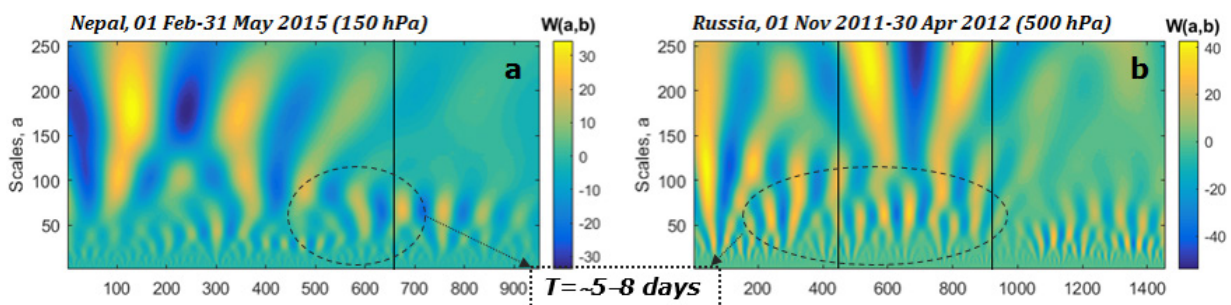 Nepal, 01 Feb-31 May 2015 (150 hPa)
W(a,b)
Russia, 01 Nov 2011-30 Apr 2012 (500 hPa)
W(a,b)
a
b
Scales, a
250
200
150
100
50
30
20
10
0
-10
-20
-30
Scales, a
250
200
150
100
50
40
20
0
-20
-40
100 200 300 400 500 600 700 800 900
200 400 600 800 1000 1200 1400
T=~5–8 days